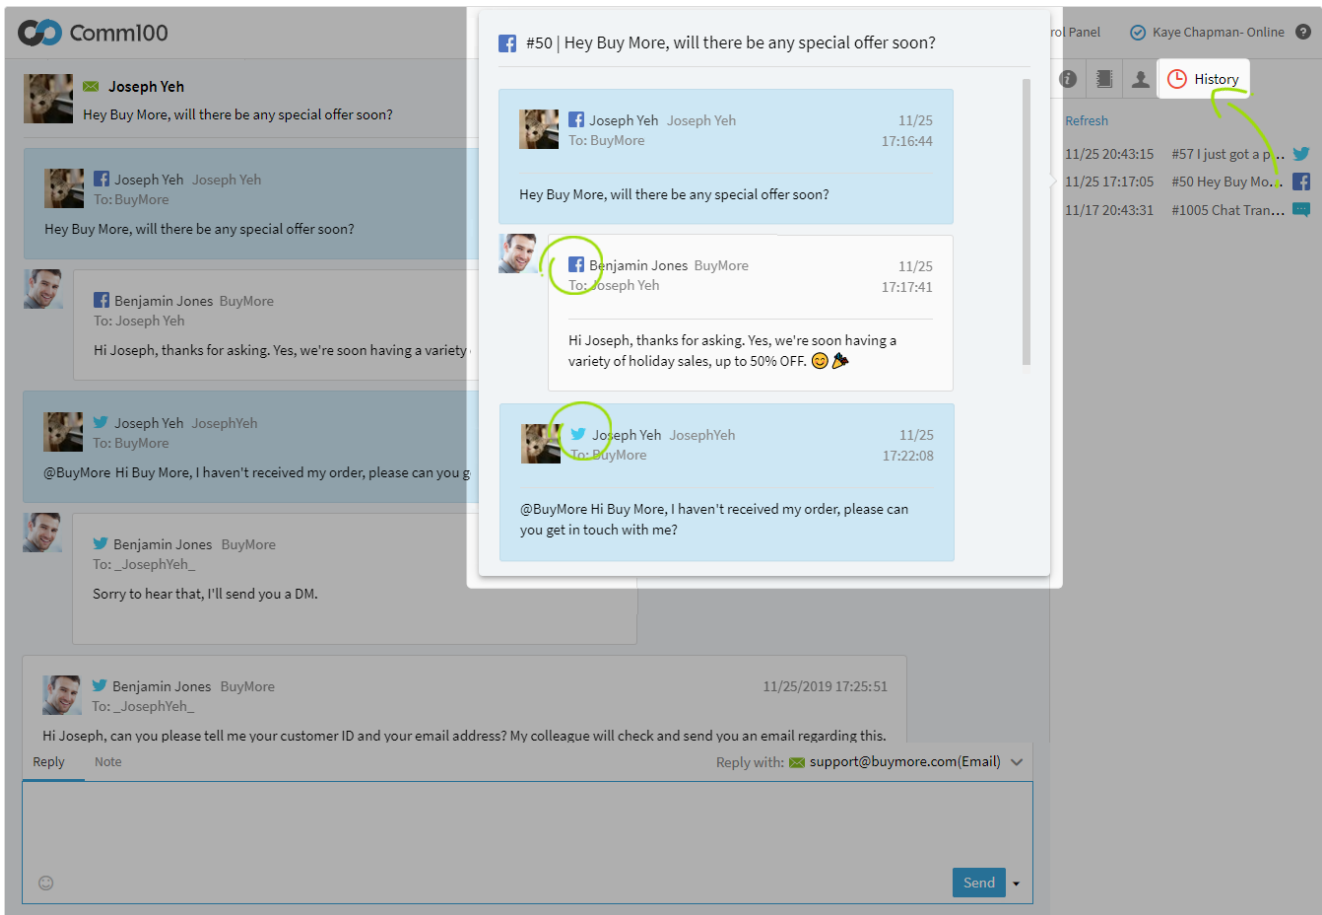 Comm100
rol Panel
Kaye Chapman- Online
?
Joseph Yeh
Hey Buy More, will there be any special offer soon?
Joseph Yeh Joseph Yeh
To: BuyMore
Hey Buy More, will there be any special offer soon?
Benjamin Jones BuyMore
To: Joseph Yeh
Hi Joseph, thanks for asking. Yes, we're soon having a variety
Joseph Yeh JosephYeh
To: BuyMore
@BuyMore Hi Buy More, I haven't received my order, please can you g
Benjamin Jones BuyMore
To: _JosephYeh_
Sorry to hear that, I'll send you a DM.
Benjamin Jones BuyMore
11/25/2019 17:25:51
To: _JosephYeh_
Hi Joseph, can you please tell me your customer ID and your email address? My colleague will check and send you an email regarding this.
Reply
Note
Reply with: support@buymore.com(Email)
Send
#50 | Hey Buy More, will there be any special offer soon?
Joseph Yeh Joseph Yeh
11/25
To: BuyMore
17:16:44
Hey Buy More, will there be any special offer soon?
Benjamin Jones BuyMore
11/25
To: Joseph Yeh
17:17:41
Hi Joseph, thanks for asking. Yes, we're soon having a
variety of holiday sales, up to 50% OFF. 😊 🎉
Joseph Yeh JosephYeh
11/25
To: BuyMore
17:22:08
@BuyMore Hi Buy More, I haven't received my order, please can
you get in touch with me?
History
Refresh
11/25 20:43:15 #57 I just got a p...
11/25 17:17:05 #50 Hey Buy Mo...
11/17 20:43:31 #1005 Chat Tran...